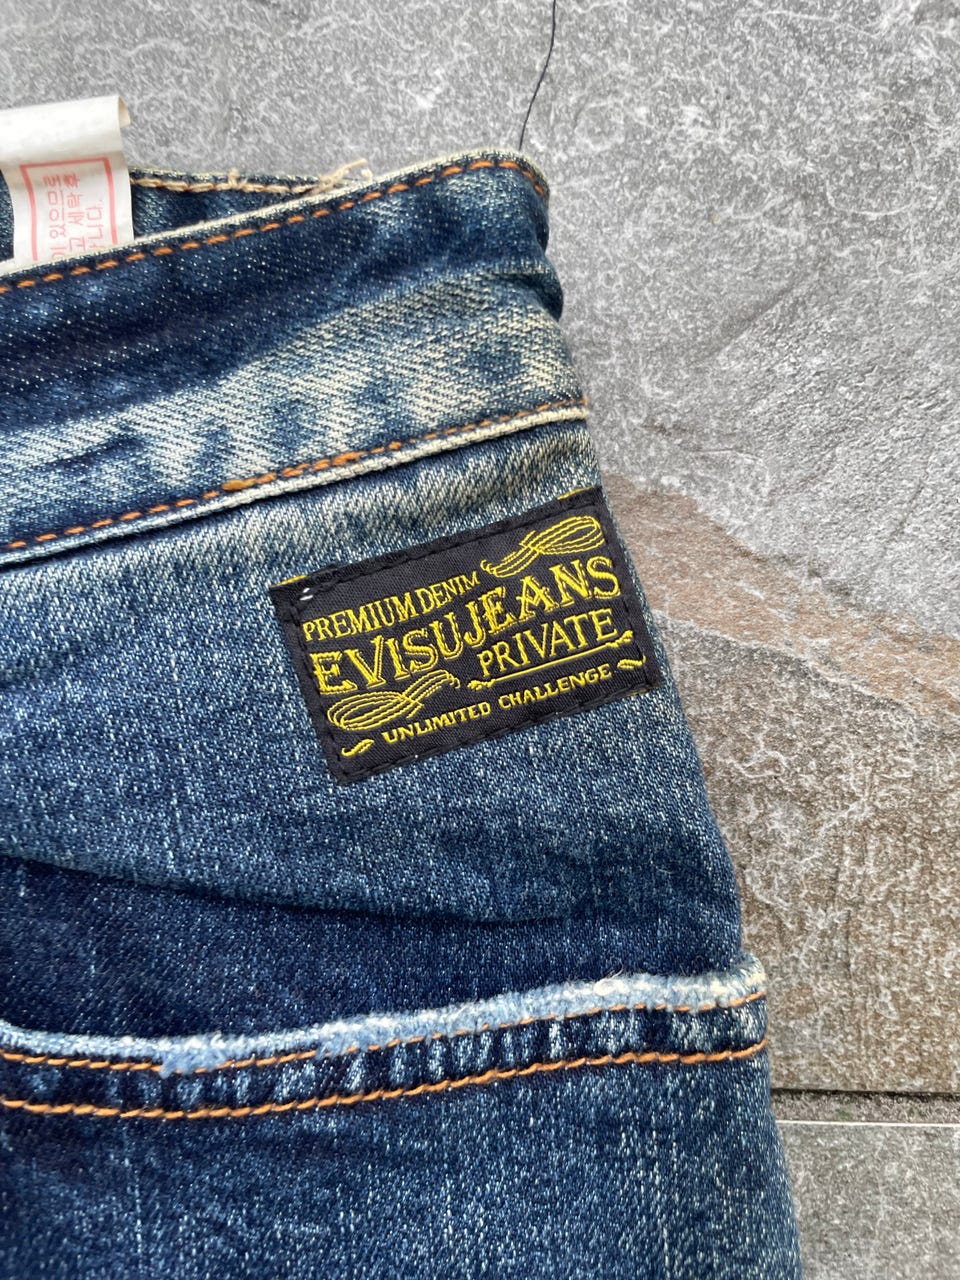 PREMIUM DENIM
EVISUJEANS
PRIVATE
UNLIMITED CHALLENGE